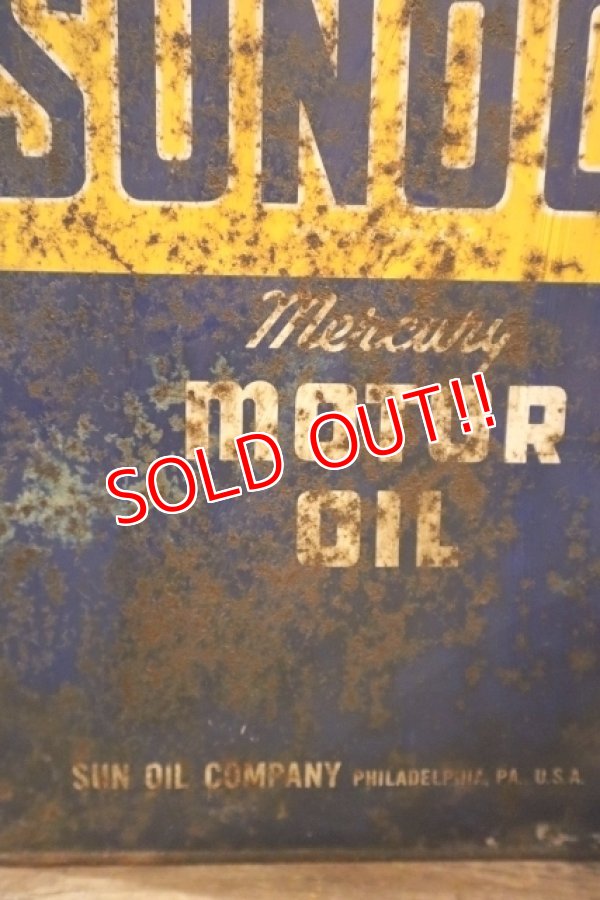 SUNOC
Mercury
MOTOR
SOLD OUT!!
OIL
SUN OIL COMPANY PHILADELPHIA, PA. U.S.A.